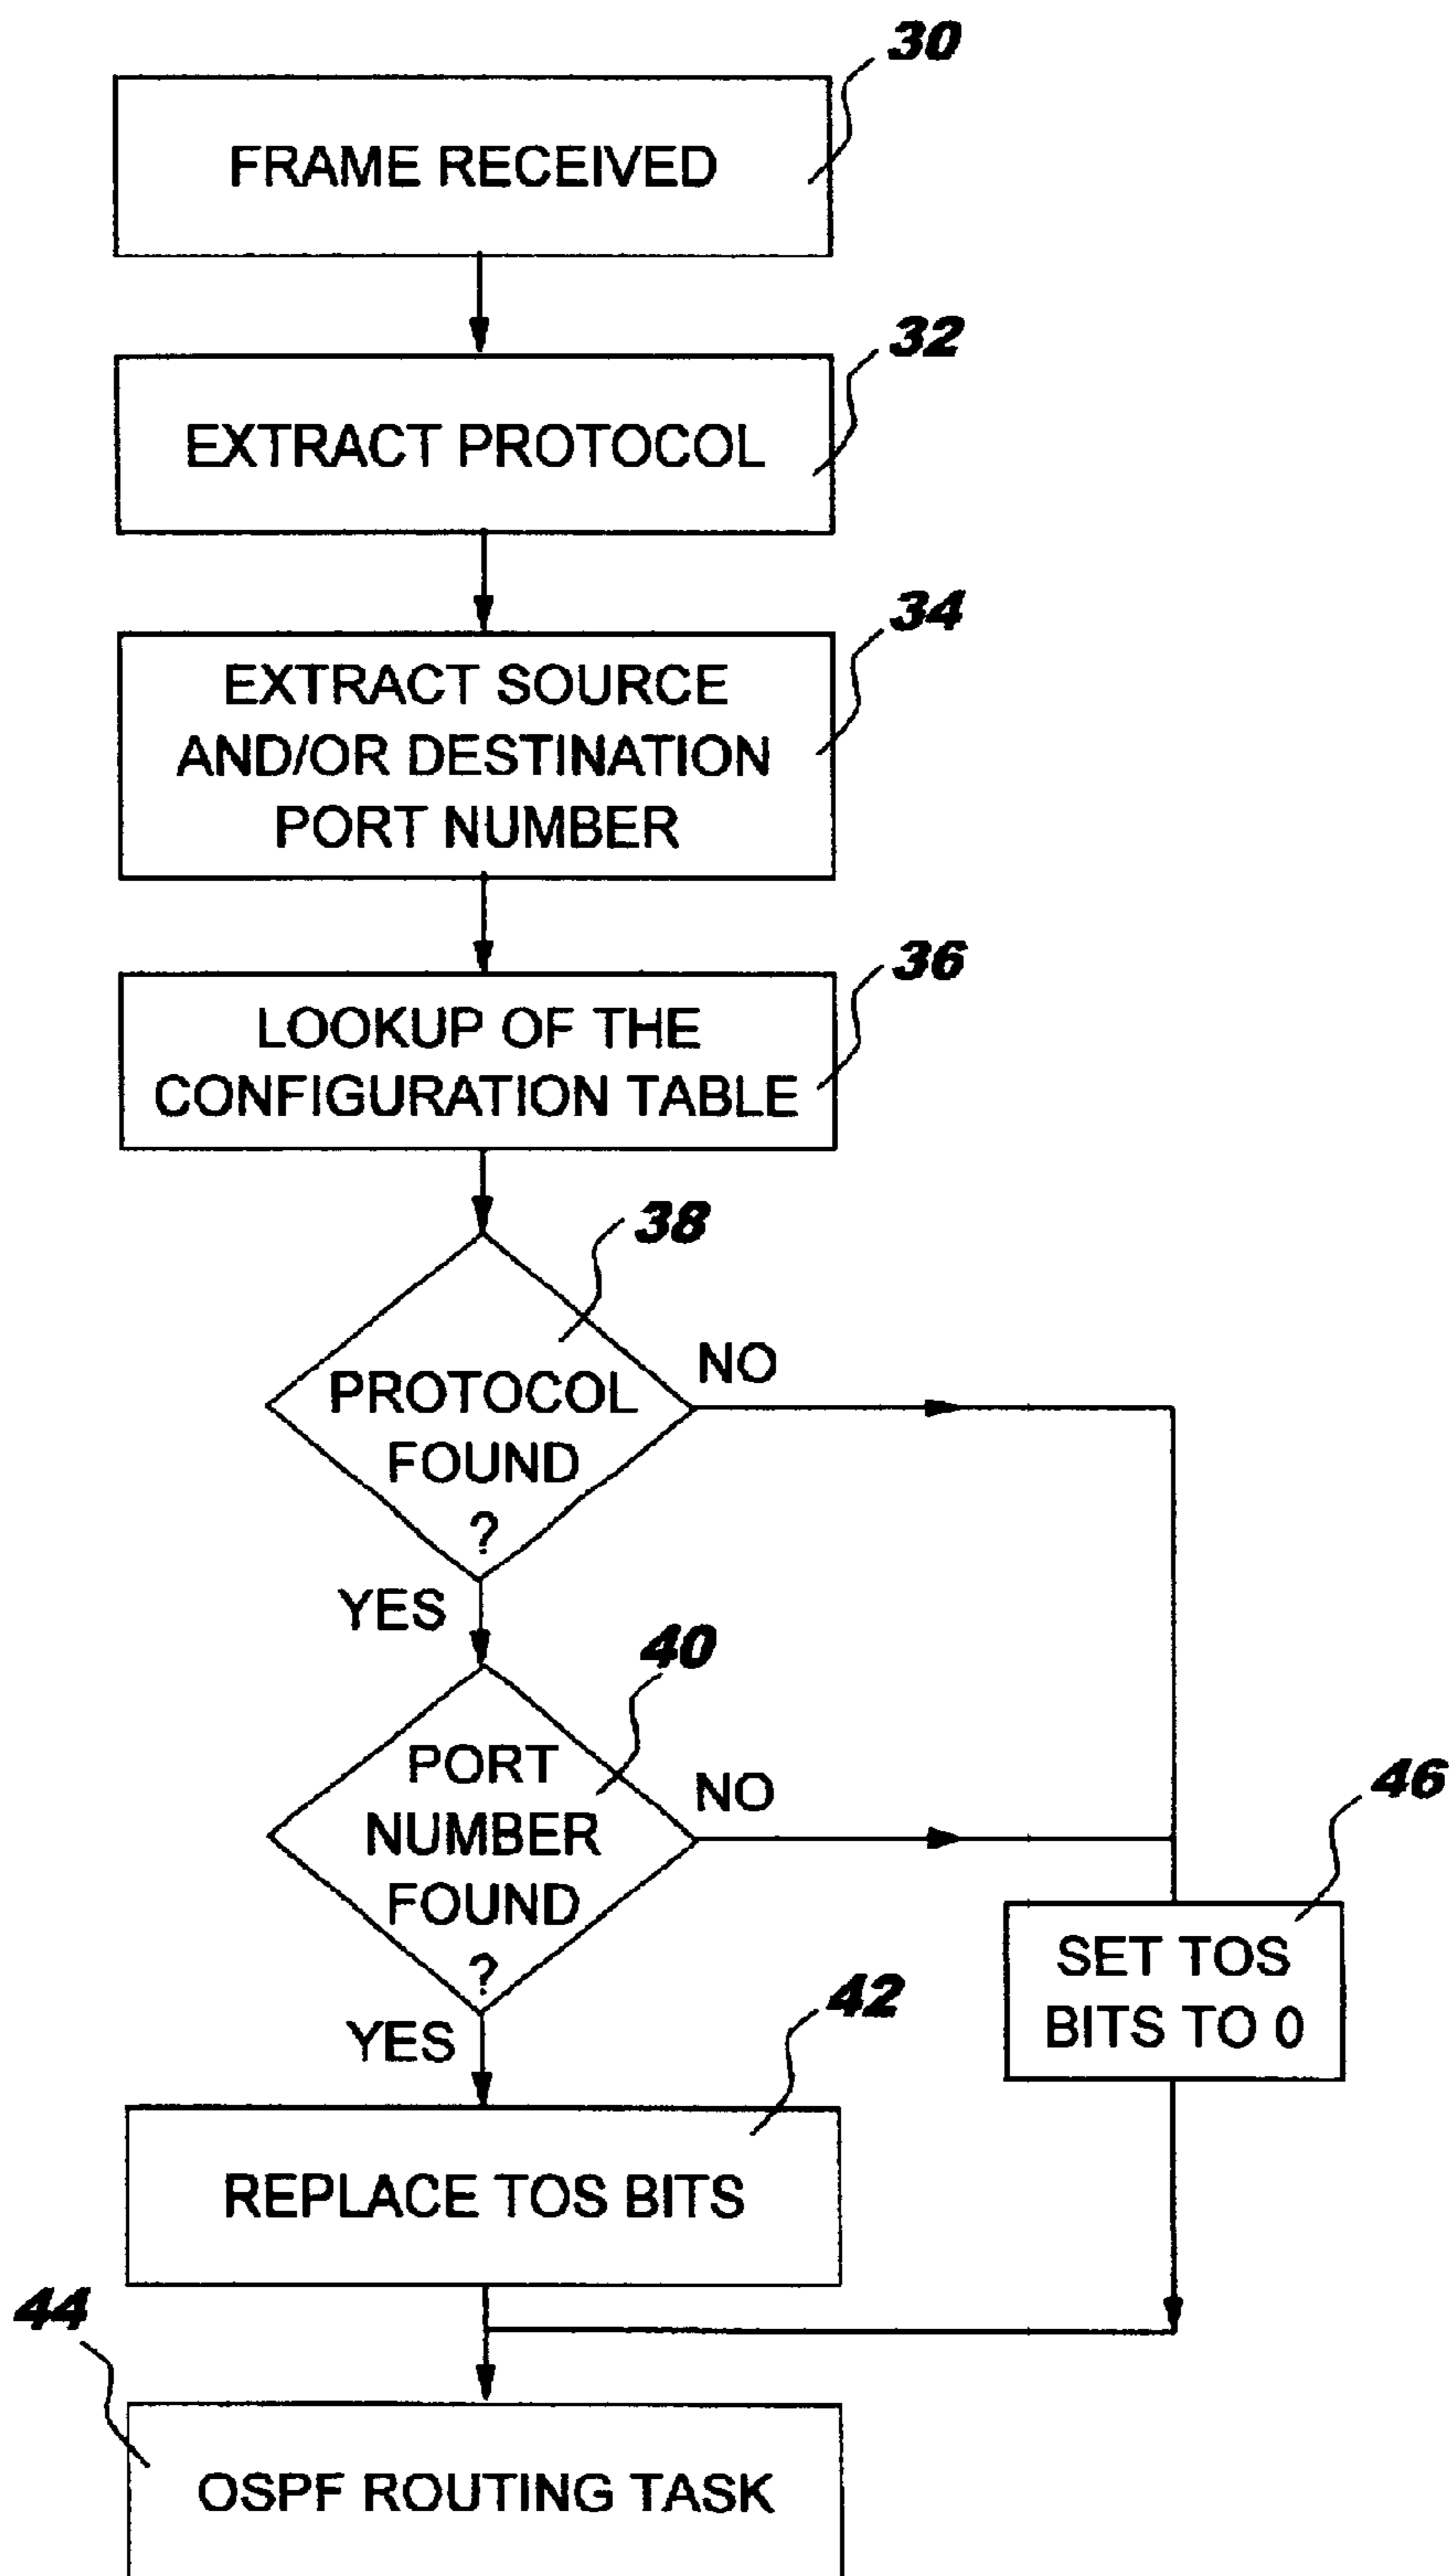 30
FRAME RECEIVED
32
EXTRACT PROTOCOL
34
EXTRACT SOURCE
AND/OR DESTINATION
PORT NUMBER
36
LOOKUP OF THE
CONFIGURATION TABLE
38
NO
PROTOCOL
FOUND
?
YES
40
PORT
NUMBER
FOUND
?
NO
46
SET TOS
BITS TO 0
YES
42
REPLACE TOS BITS
44
OSPF ROUTING TASK